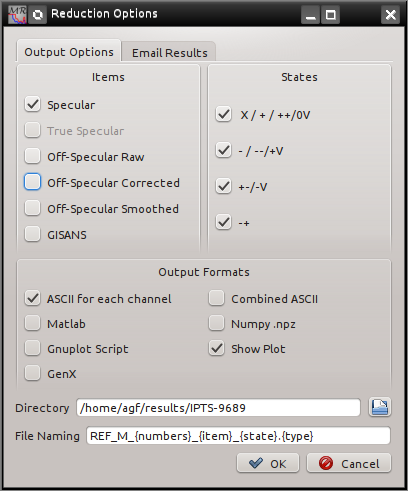 MR Reduction Options
Output Options Email Results
Items
Specular
True Specular
Off-Specular Raw
Off-Specular Corrected
Off-Specular Smoothed
GISANS
States
X / + / ++/0V
- / --/+V
+-/-V
-+
Output Formats
ASCII for each channel Combined ASCII
Matlab Numpy .npz
Gnuplot Script Show Plot
GenX
Directory /home/agf/results/IPTS-9689
File Naming REF_M_{numbers}_{item}_{state}.{type}
OK Cancel